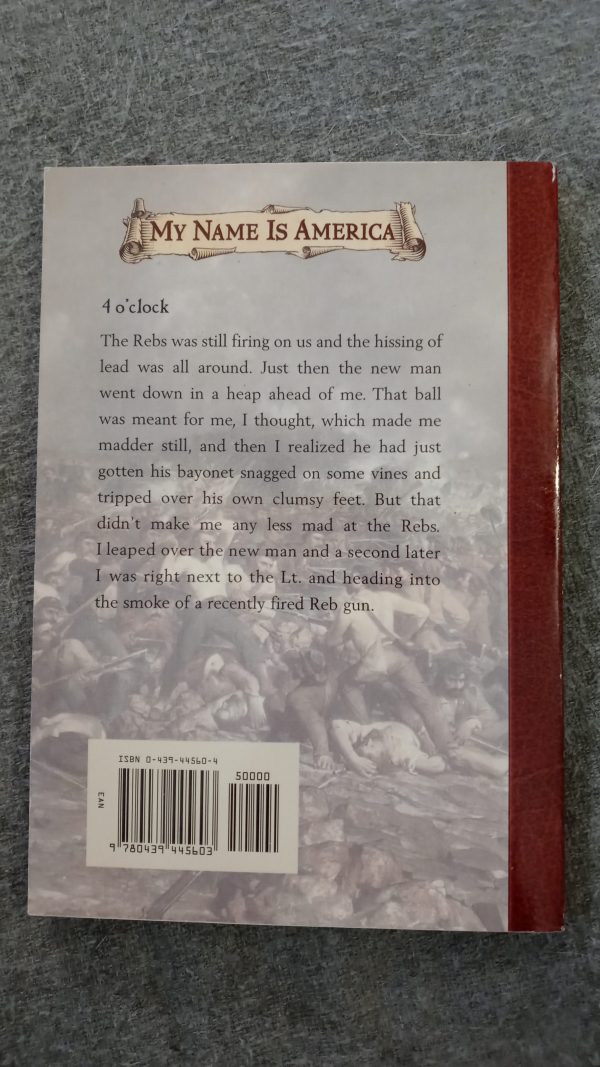 MY NAME IS AMERICA
4 o'clock
The Rebs was still firing on us and the hissing of
lead was all around. Just then the new man
went down in a heap ahead of me. That ball
was meant for me, I thought, which made me
madder still, and then I realized he had just
gotten his bayonet snagged on some vines and
tripped over his own clumsy feet. But that
didn't make me any less mad at the Rebs.
I leaped over the new man and a second later
I was right next to the Lt. and heading into
the smoke of a recently fired Reb gun.
ISBN 0-439-44560-4
50000
EAN
9 780439 445603